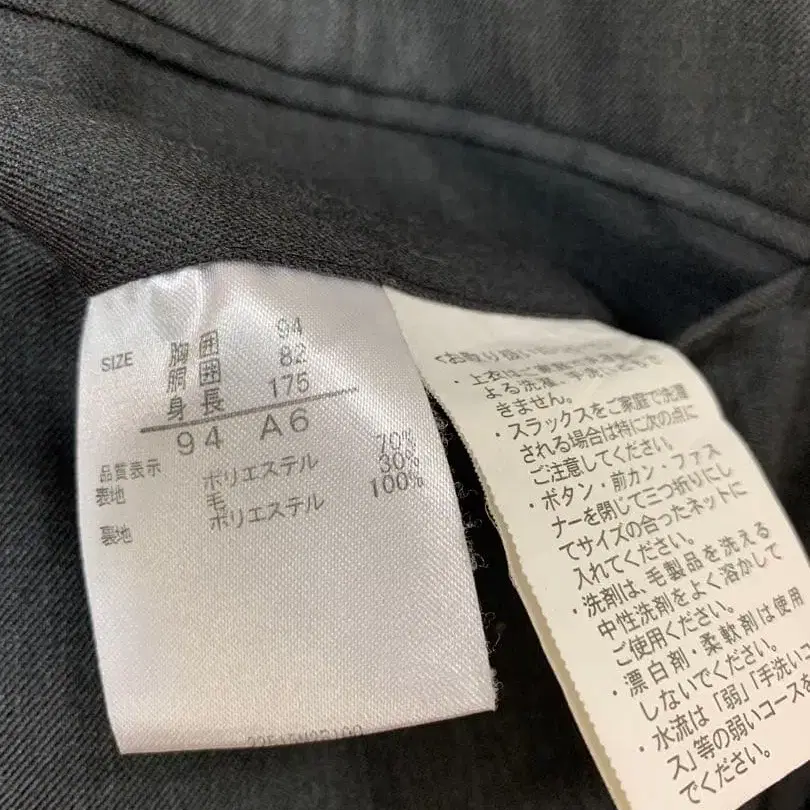 SIZE 胸囲 94
胴囲 82
身長 175
94 A6
品質表示
表地 ポリエステル 70%
毛 30%
裏地 ポリエステル 100%
・上衣はご家庭
よる洗濯、手洗いはで
きません。
・スラックスをご家庭で洗濯
される場合は特に次の点に
ご注意してください。
・ボタン・前カン・ファス
ナーを閉じて三つ折りにし
てサイズの合ったネットに
入れてください。
・洗剤は、毛製品を洗える
中性洗剤をよく溶かして
ご使用ください。
・漂白剤・柔軟剤は使用
しないでください。
・水流は「弱」「手洗いコ
ス」等の弱いコースを
でください。